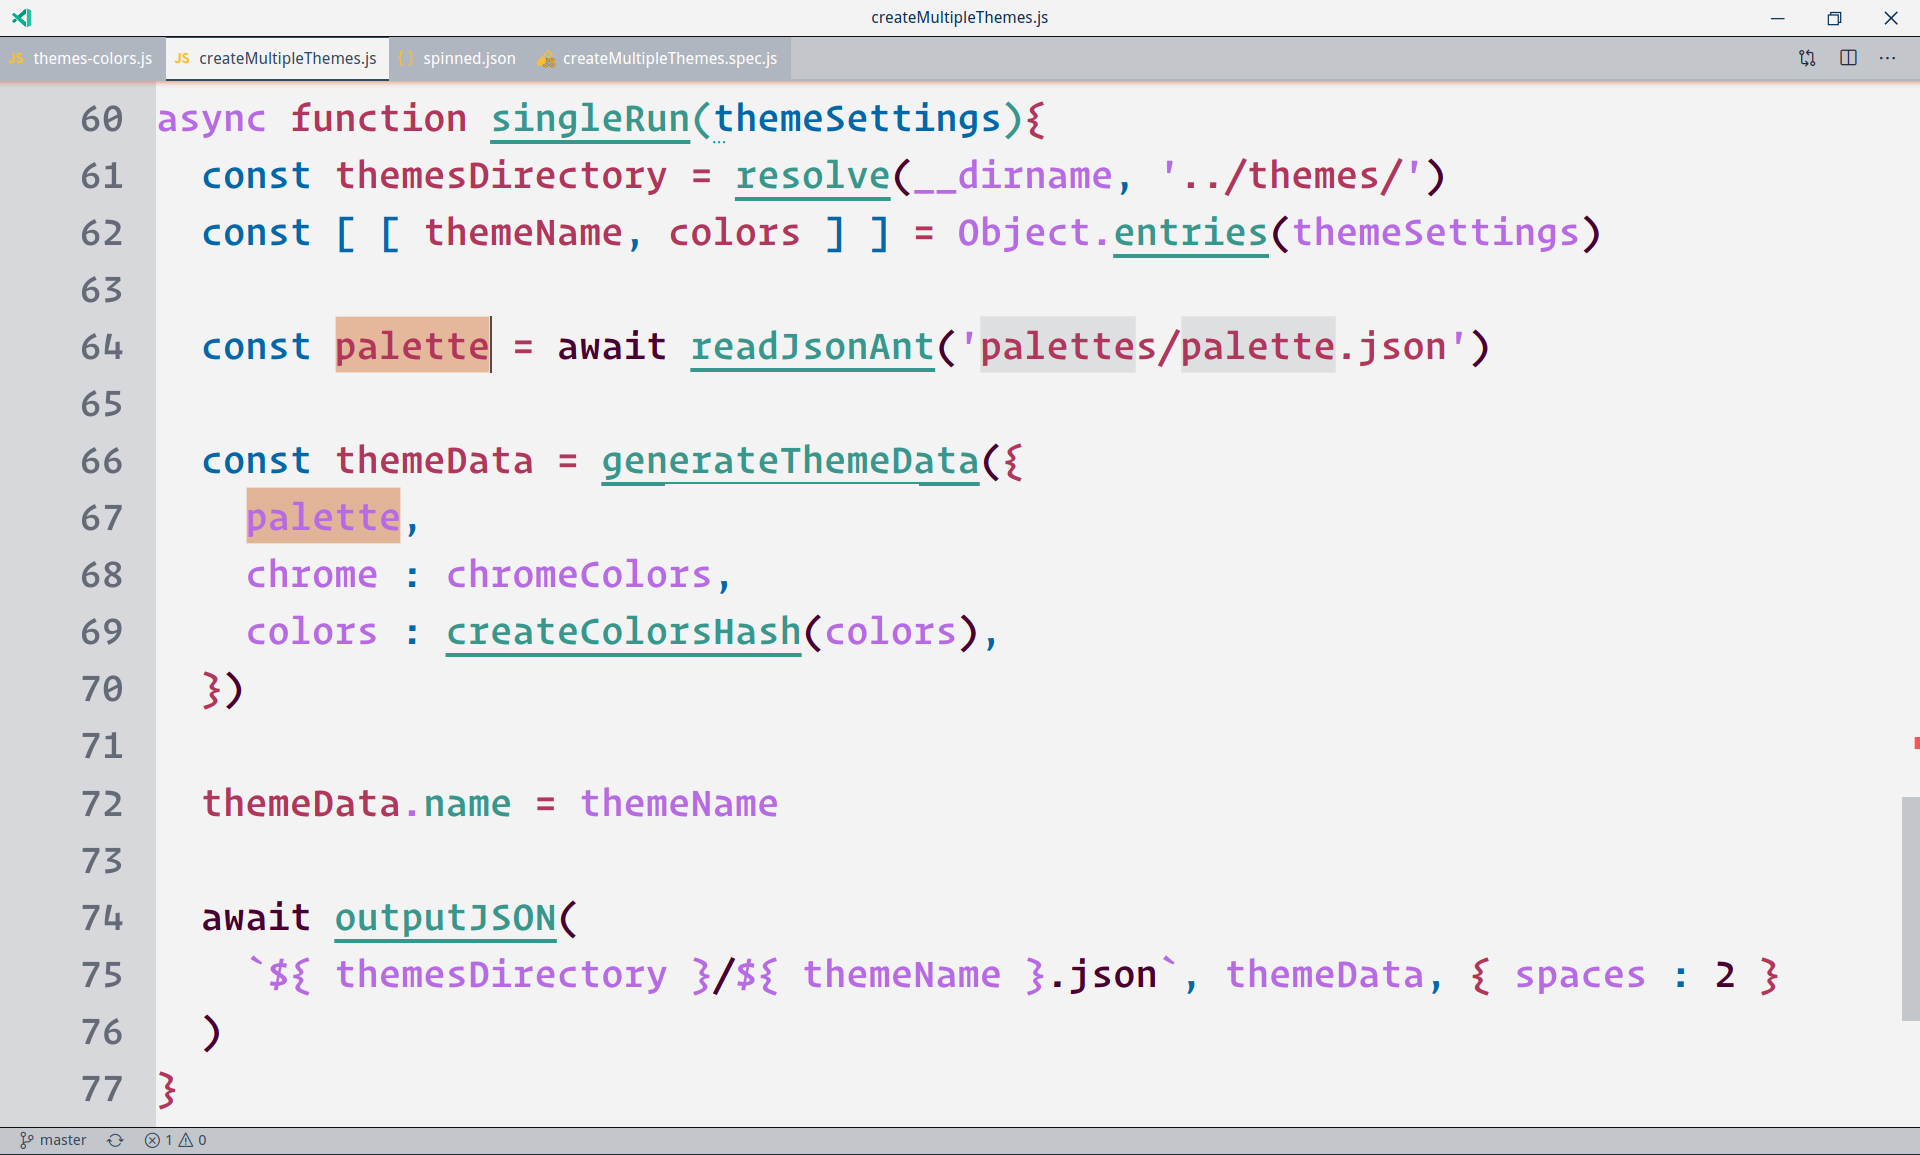 createMultipleThemes.js
JS themes-colors.js JS createMultipleThemes.js {} spinned.json createMultipleThemes.spec.js
60 async function singleRun(themeSettings){
61 const themesDirectory = resolve(__dirname, '../themes/')
62 const [ [ themeName, colors ] ] = Object.entries(themeSettings)
63
64 const palette = await readJsonAnt('palettes/palette.json')
65
66 const themeData = generateThemeData({
67 palette,
68 chrome : chromeColors,
69 colors : createColorsHash(colors),
70 })
71
72 themeData.name = themeName
73
74 await outputJSON(
75 `${ themesDirectory }/${ themeName }.json`, themeData, { spaces : 2 }
76 )
77 }
master 1 0